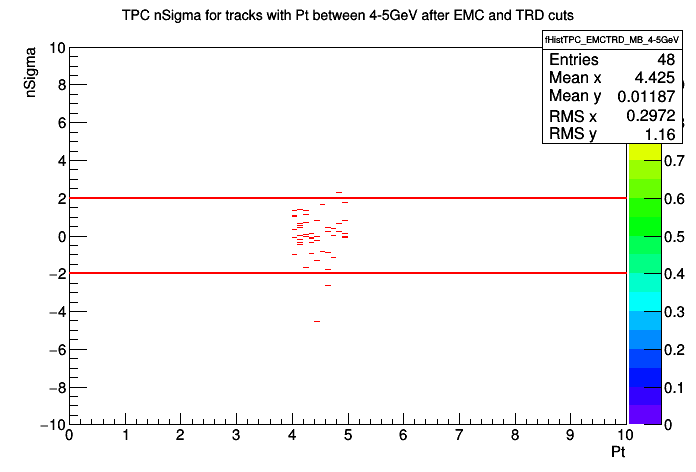 TPC nSigma for tracks with Pt between 4-5GeV after EMC and TRD cuts
fHistTPC_EMCTRD_MB_4-5GeV
Entries 48
Mean x 4.425
Mean y 0.01187
RMS x 0.2972
RMS y 1.16
nSigma
10
8
6
4
2
0
−2
−4
−6
−8
−10
0 1 2 3 4 5 6 7 8 9 10
Pt
0.7
0.6
0.5
0.4
0.3
0.2
0.1
0